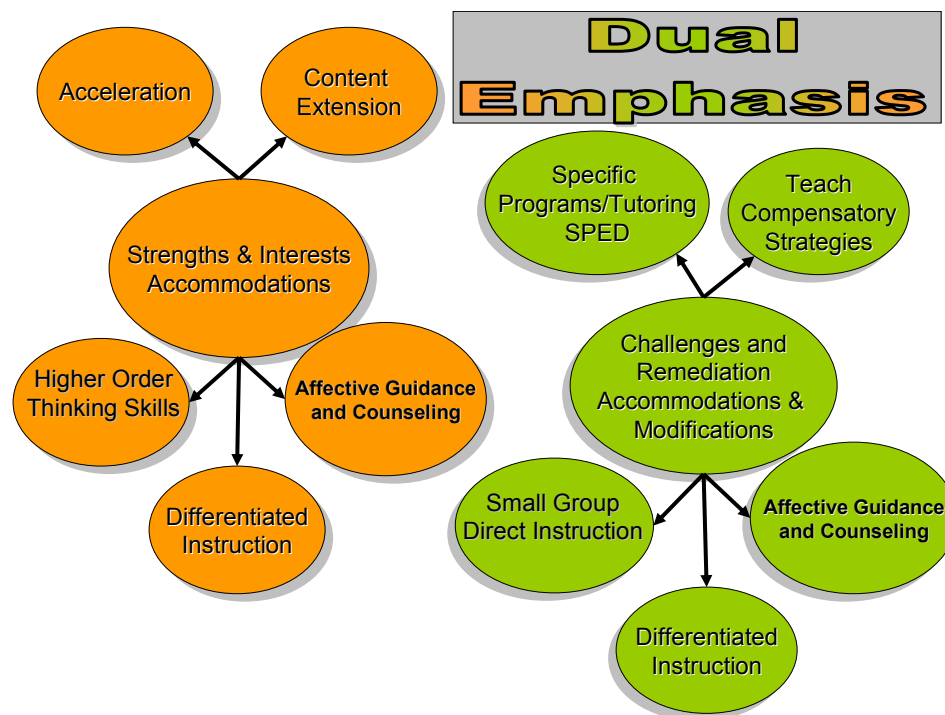 Dual
Emphasis
Acceleration
Content
Extension
Strengths & Interests
Accommodations
Higher Order
Thinking Skills
Affective Guidance
and Counseling
Differentiated
Instruction
Specific
Programs/Tutoring
SPED
Teach
Compensatory
Strategies
Challenges and
Remediation
Accommodations &
Modifications
Small Group
Direct Instruction
Affective Guidance
and Counseling
Differentiated
Instruction